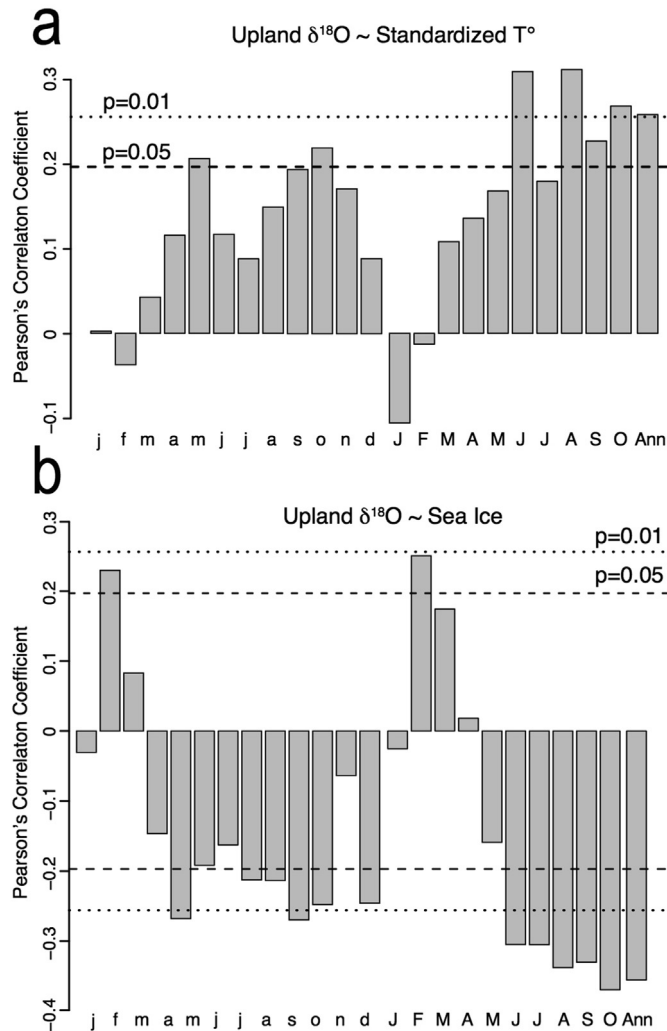 a
Upland δ¹⁸O ~ Standardized T°
Pearson's Correlaton Coefficient
0.3
0.2
0.1
0
−0.1
p=0.01
p=0.05
j f m a m j j a s o n d J F M A M J J A S O Ann
b
Upland δ¹⁸O ~ Sea Ice
Pearson's Correlaton Coefficient
0.3
0.2
0.1
0
−0.1
−0.2
−0.3
−0.4
p=0.01
p=0.05
j f m a m j j a s o n d J F M A M J J A S O Ann